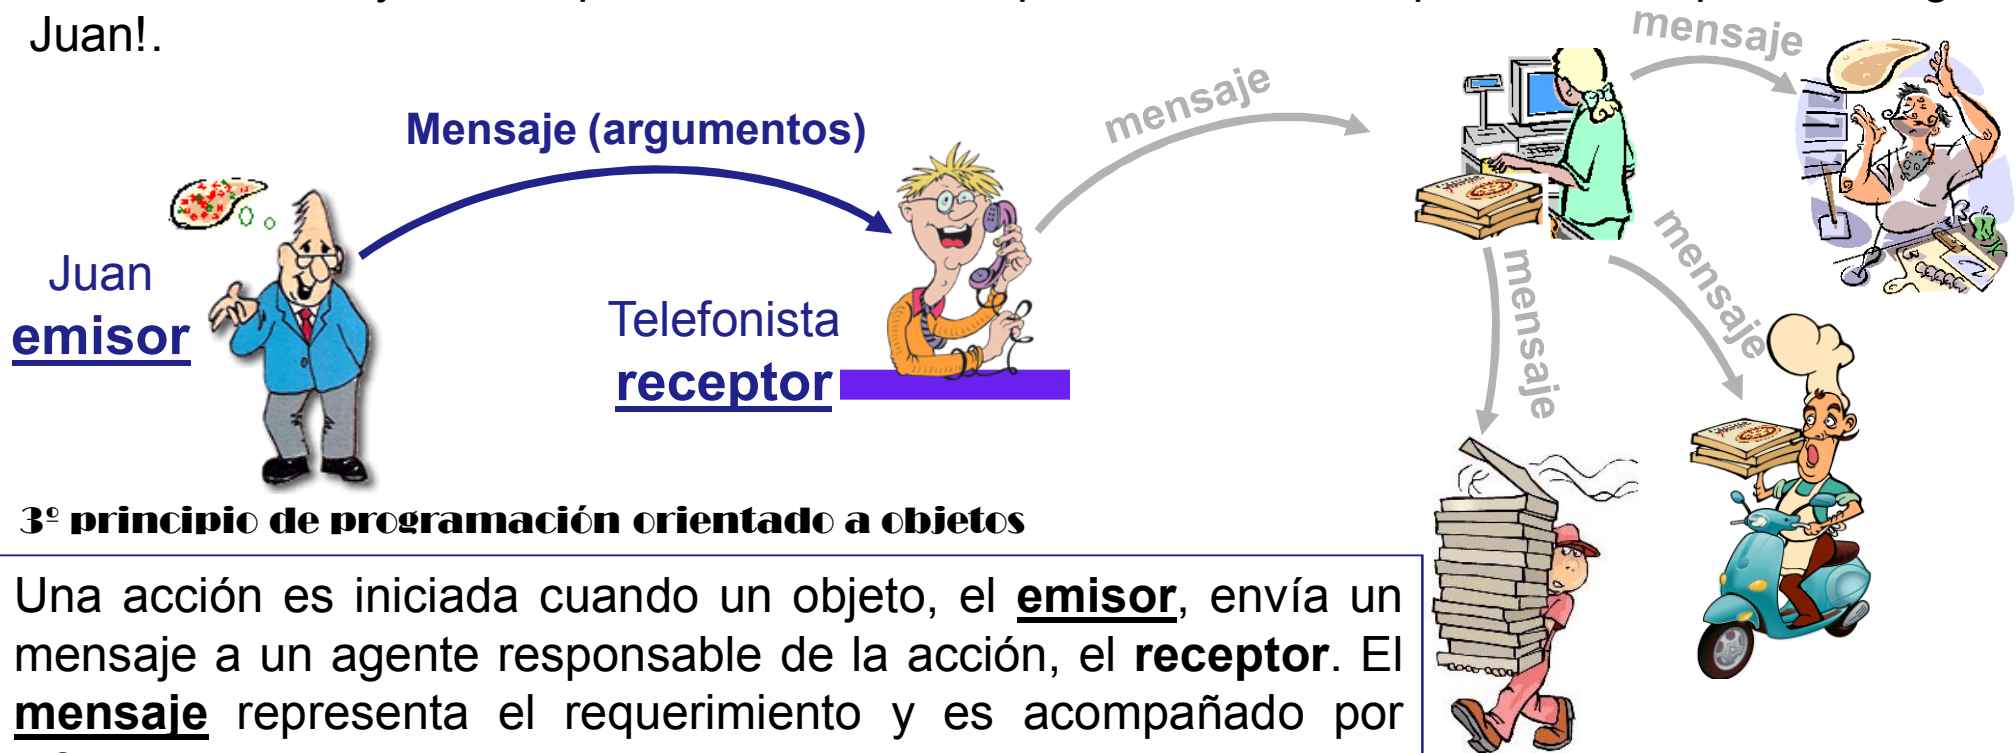 Juan!.
mensaje
mensaje
Mensaje (argumentos)
mensaje
mensaje
Juan
emisor
Telefonista
receptor
3º principio de programación orientado a objetos
Una acción es iniciada cuando un objeto, el emisor, envía un
mensaje a un agente responsable de la acción, el receptor. El
mensaje representa el requerimiento y es acompañado por